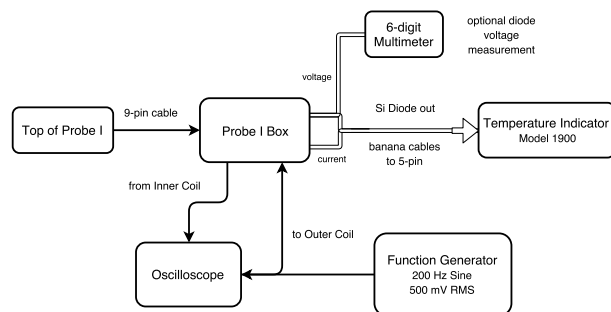 6-digit
Multimeter
optional diode
voltage
measurement
voltage
9-pin cable
Si Diode out
Top of Probe I
Probe I Box
Temperature Indicator
Model 1900
current
banana cables
to 5-pin
from Inner Coil
to Outer Coil
Oscilloscope
Function Generator
200 Hz Sine
500 mV RMS